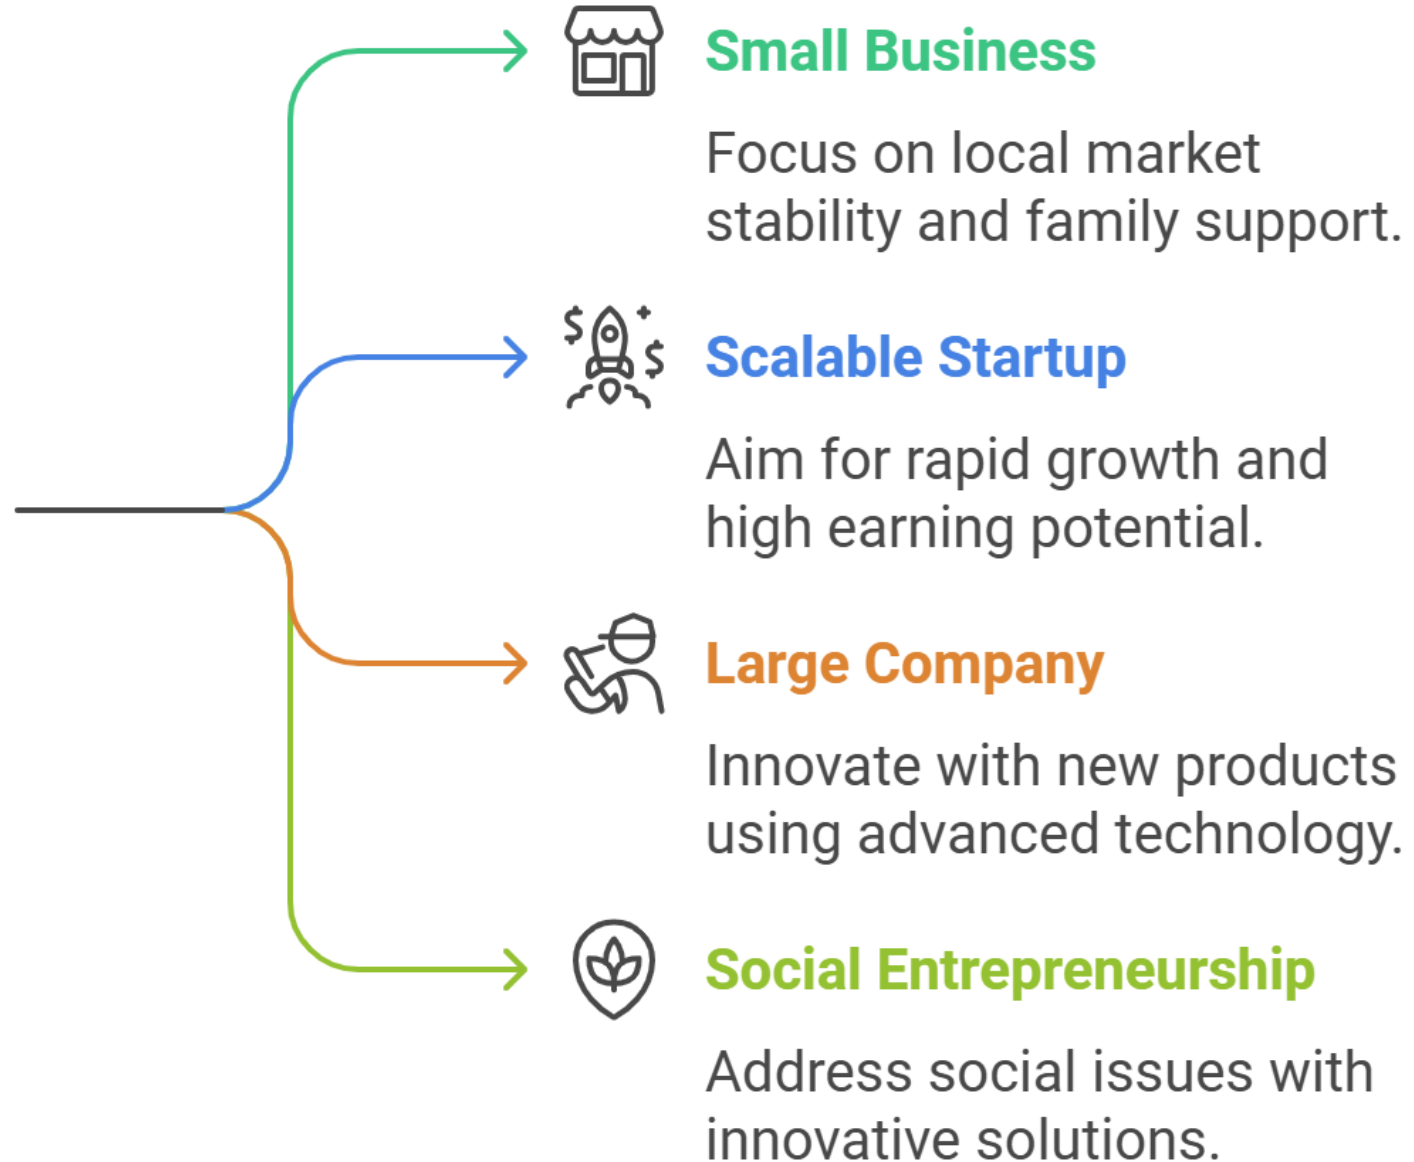 Small Business
Focus on local market
stability and family support.
Scalable Startup
Aim for rapid growth and
high earning potential.
Large Company
Innovate with new products
using advanced technology.
Social Entrepreneurship
Address social issues with
innovative solutions.